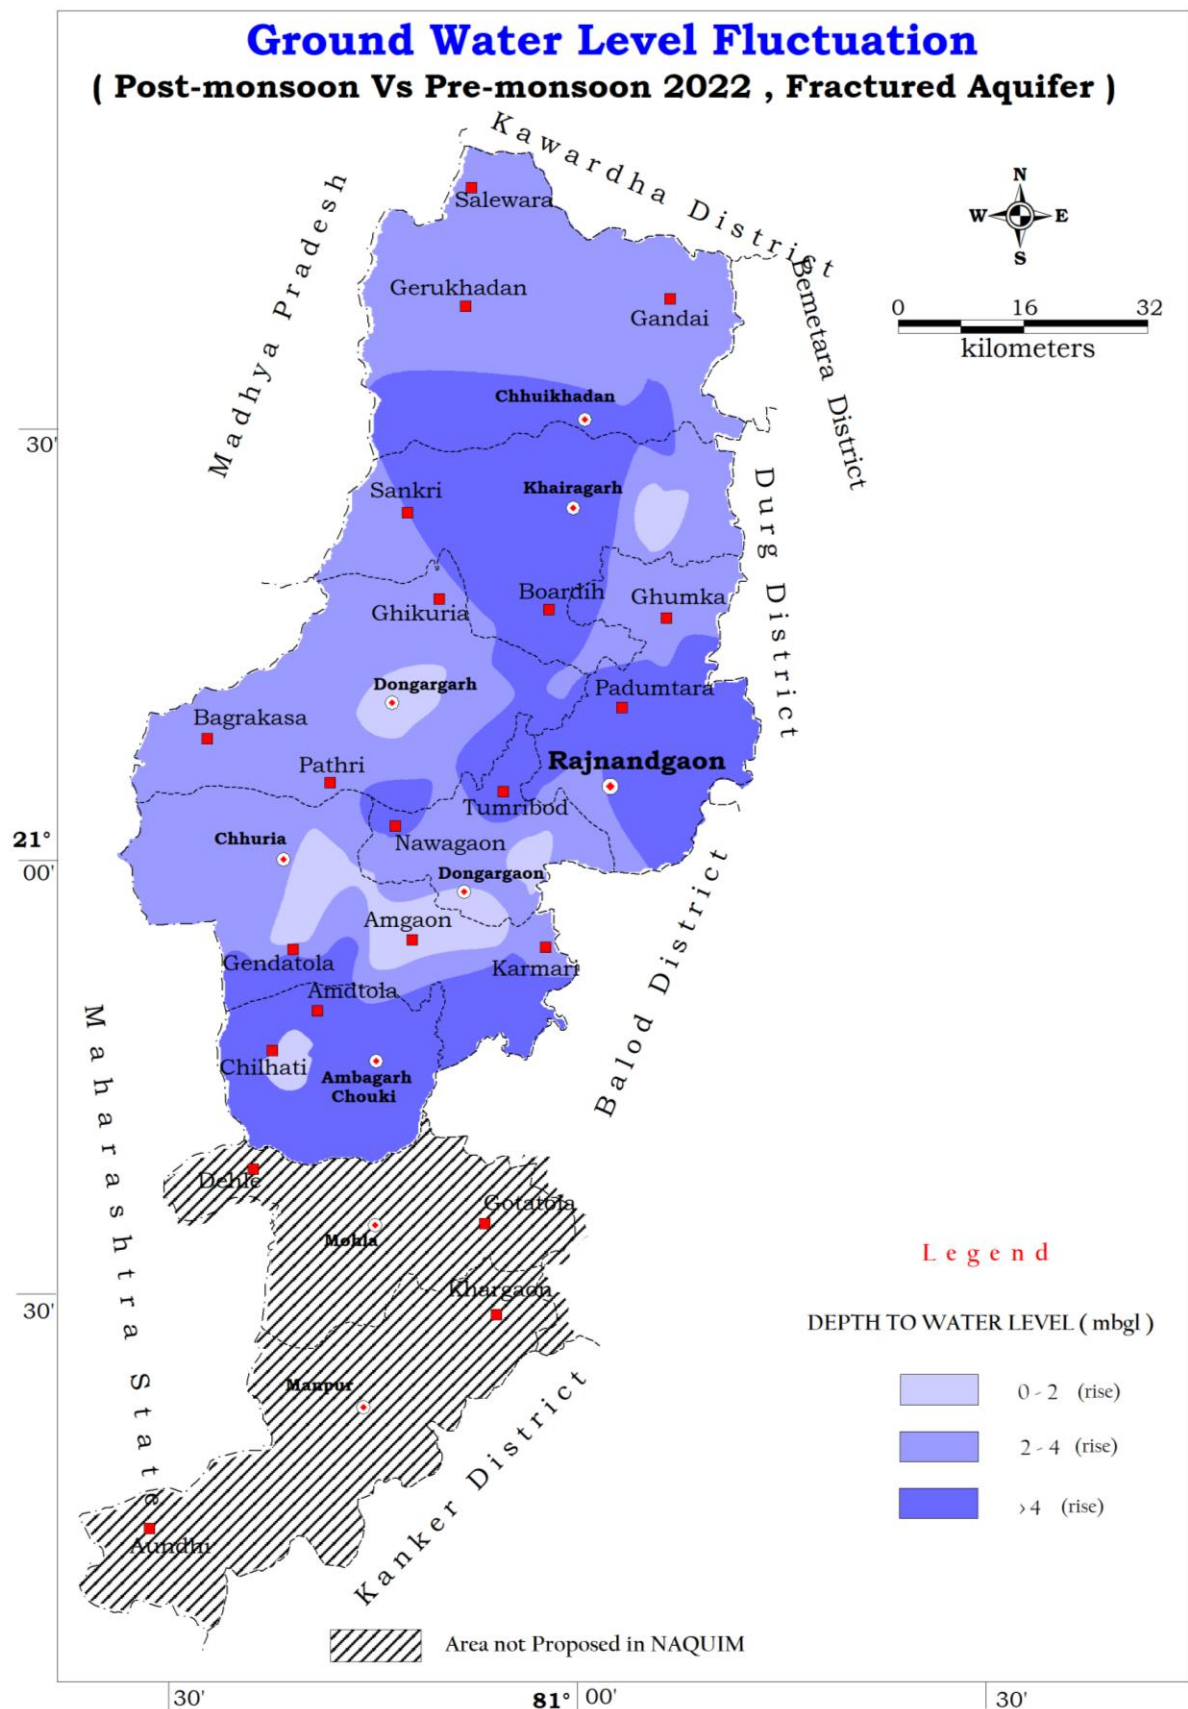 Ground Water Level Fluctuation
( Post-monsoon Vs Pre-monsoon 2022 , Fractured Aquifer )
Kawardha District
Madhya Pradesh
Bemetara District
Durg District
Balod District
Kanker District
Maharashtra State
N
W E
S
0 16 32
kilometers
Salewara
Gerukhadan
Gandai
Chhuikhadan
30'
Sankri
Khairagarh
Ghikuria
Boardih
Ghumka
Dongargarh
Padumtara
Bagrakasa
Pathri
Rajnandgaon
Tumribod
Nawagaon
Chhuria
21°
00'
Dongargaon
Amgaon
Gendatola
Karmari
Amdtola
Chilhati
Ambagarh
Chouki
Dehle
Gotatola
Mohla
Khargaon
30'
Manpur
Aundhi
Legend
DEPTH TO WATER LEVEL ( mbgl )
0 - 2 (rise)
2 - 4 (rise)
>4 (rise)
Area not Proposed in NAQUIM
30' 81° 00' 30'